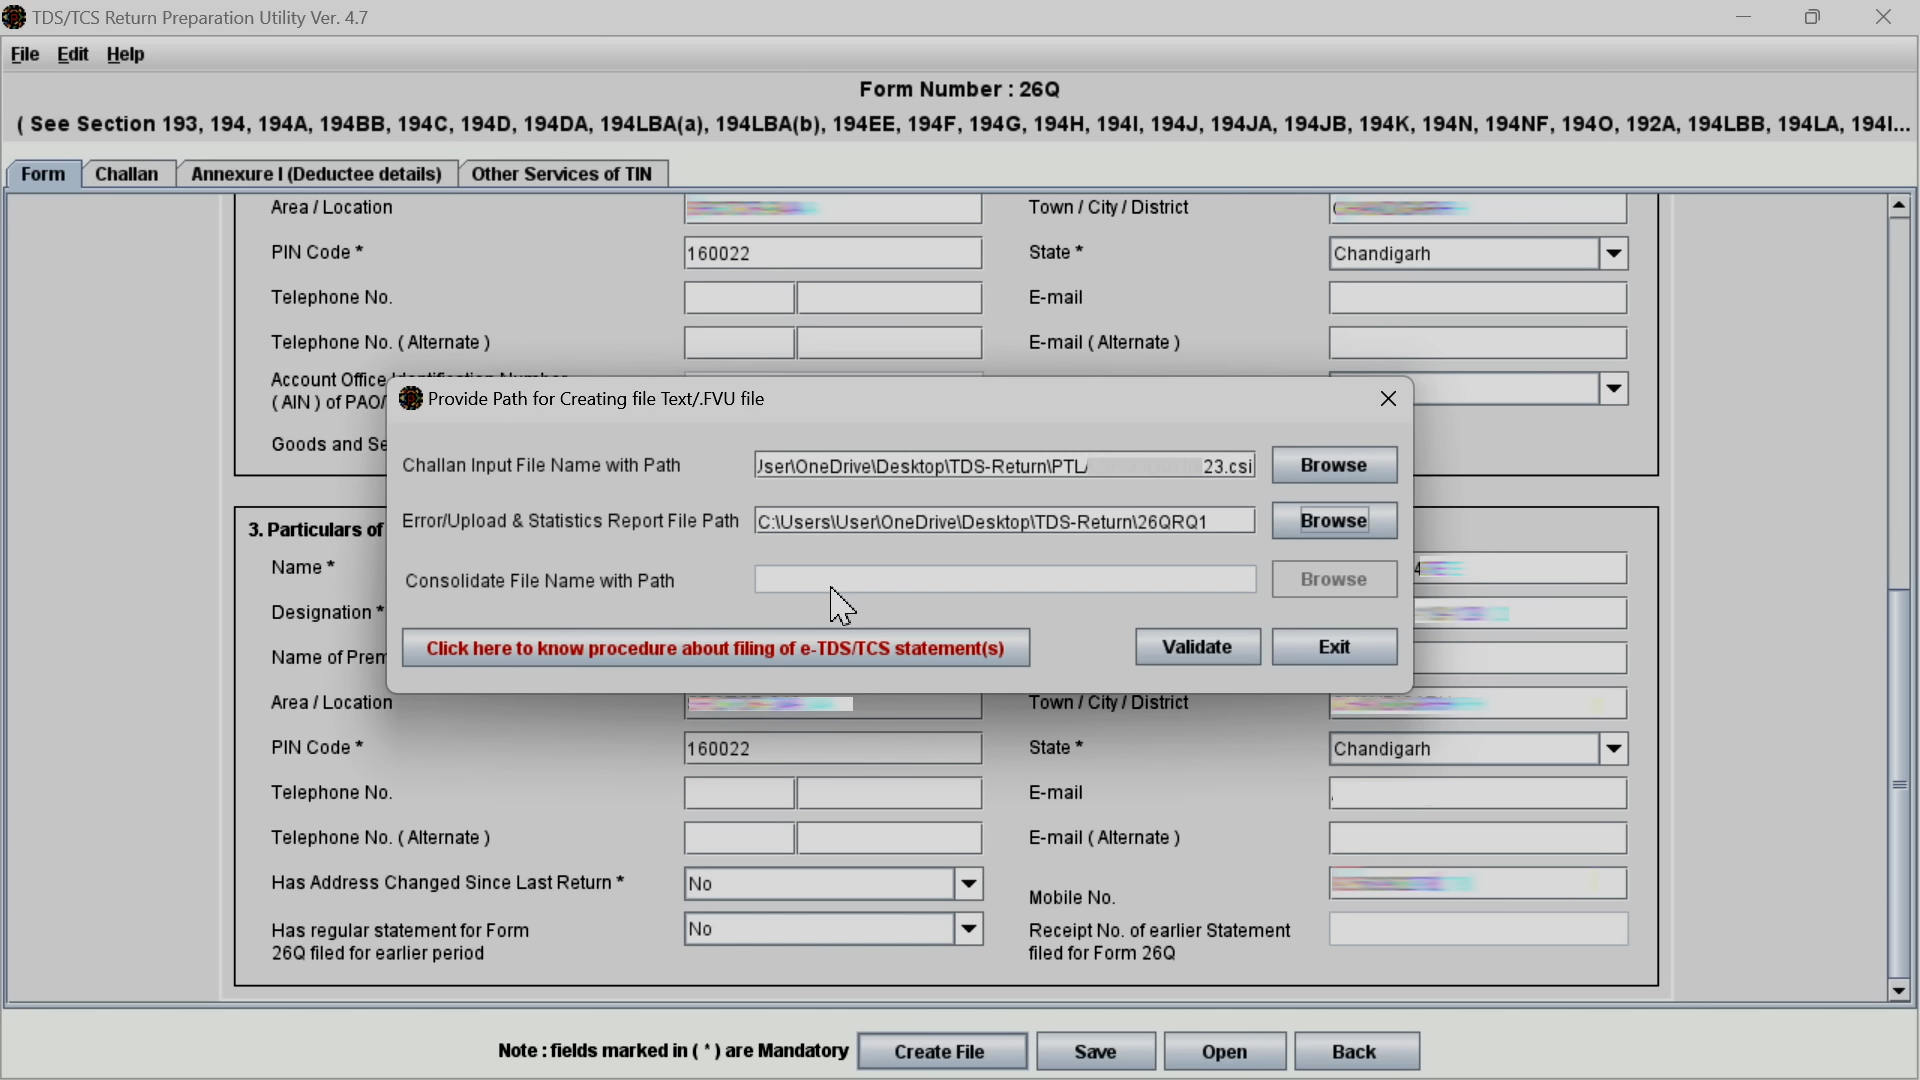 TDS/TCS Return Preparation Utility Ver. 4.7
File Edit Help
Form Number : 26Q
( See Section 193, 194, 194A, 194BB, 194C, 194D, 194DA, 194LBA(a), 194LBA(b), 194EE, 194F, 194G, 194H, 194I, 194J, 194JA, 194JB, 194K, 194N, 194NF, 194O, 192A, 194LBB, 194LA, 194I...
Form Challan Annexure I (Deductee details) Other Services of TIN
Area / Location Town / City / District
PIN Code * 160022 State * Chandigarh
Telephone No. E-mail
Telephone No. ( Alternate ) E-mail ( Alternate )
Account Office
( AIN ) of PAO/
Goods and Se
Provide Path for Creating file Text/.FVU file
Challan Input File Name with Path Jser\OneDrive\Desktop\TDS-Return\PTLA 23.csi Browse
Error/Upload & Statistics Report File Path C:\Users\User\OneDrive\Desktop\TDS-Return\26QRQ1 Browse
Consolidate File Name with Path Browse
Click here to know procedure about filing of e-TDS/TCS statement(s) Validate Exit
3. Particulars of
Name * 4
Designation *
Name of Prem
Area / Location Town / City / District
PIN Code * 160022 State * Chandigarh
Telephone No. E-mail
Telephone No. ( Alternate ) E-mail ( Alternate )
Has Address Changed Since Last Return * No Mobile No.
Has regular statement for Form No Receipt No. of earlier Statement
26Q filed for earlier period filed for Form 26Q
Note : fields marked in ( * ) are Mandatory Create File Save Open Back